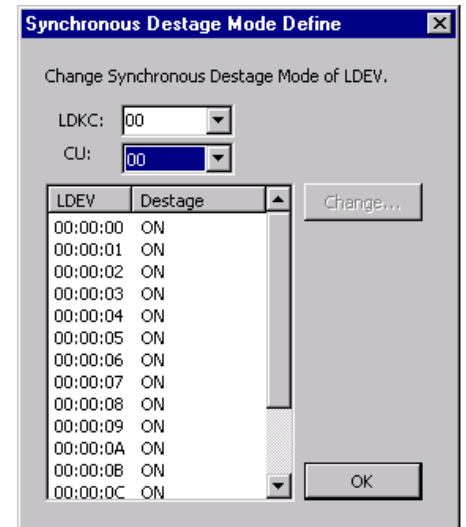 Synchronous Destage Mode Define
Change Synchronous Destage Mode of LDEV.
LDKC: 00
CU: 00
LDEV Destage Change...
00:00:00 ON
00:00:01 ON
00:00:02 ON
00:00:03 ON
00:00:04 ON
00:00:05 ON
00:00:06 ON
00:00:07 ON
00:00:08 ON
00:00:09 ON
00:00:0A ON
00:00:0B ON
00:00:0C ON
OK